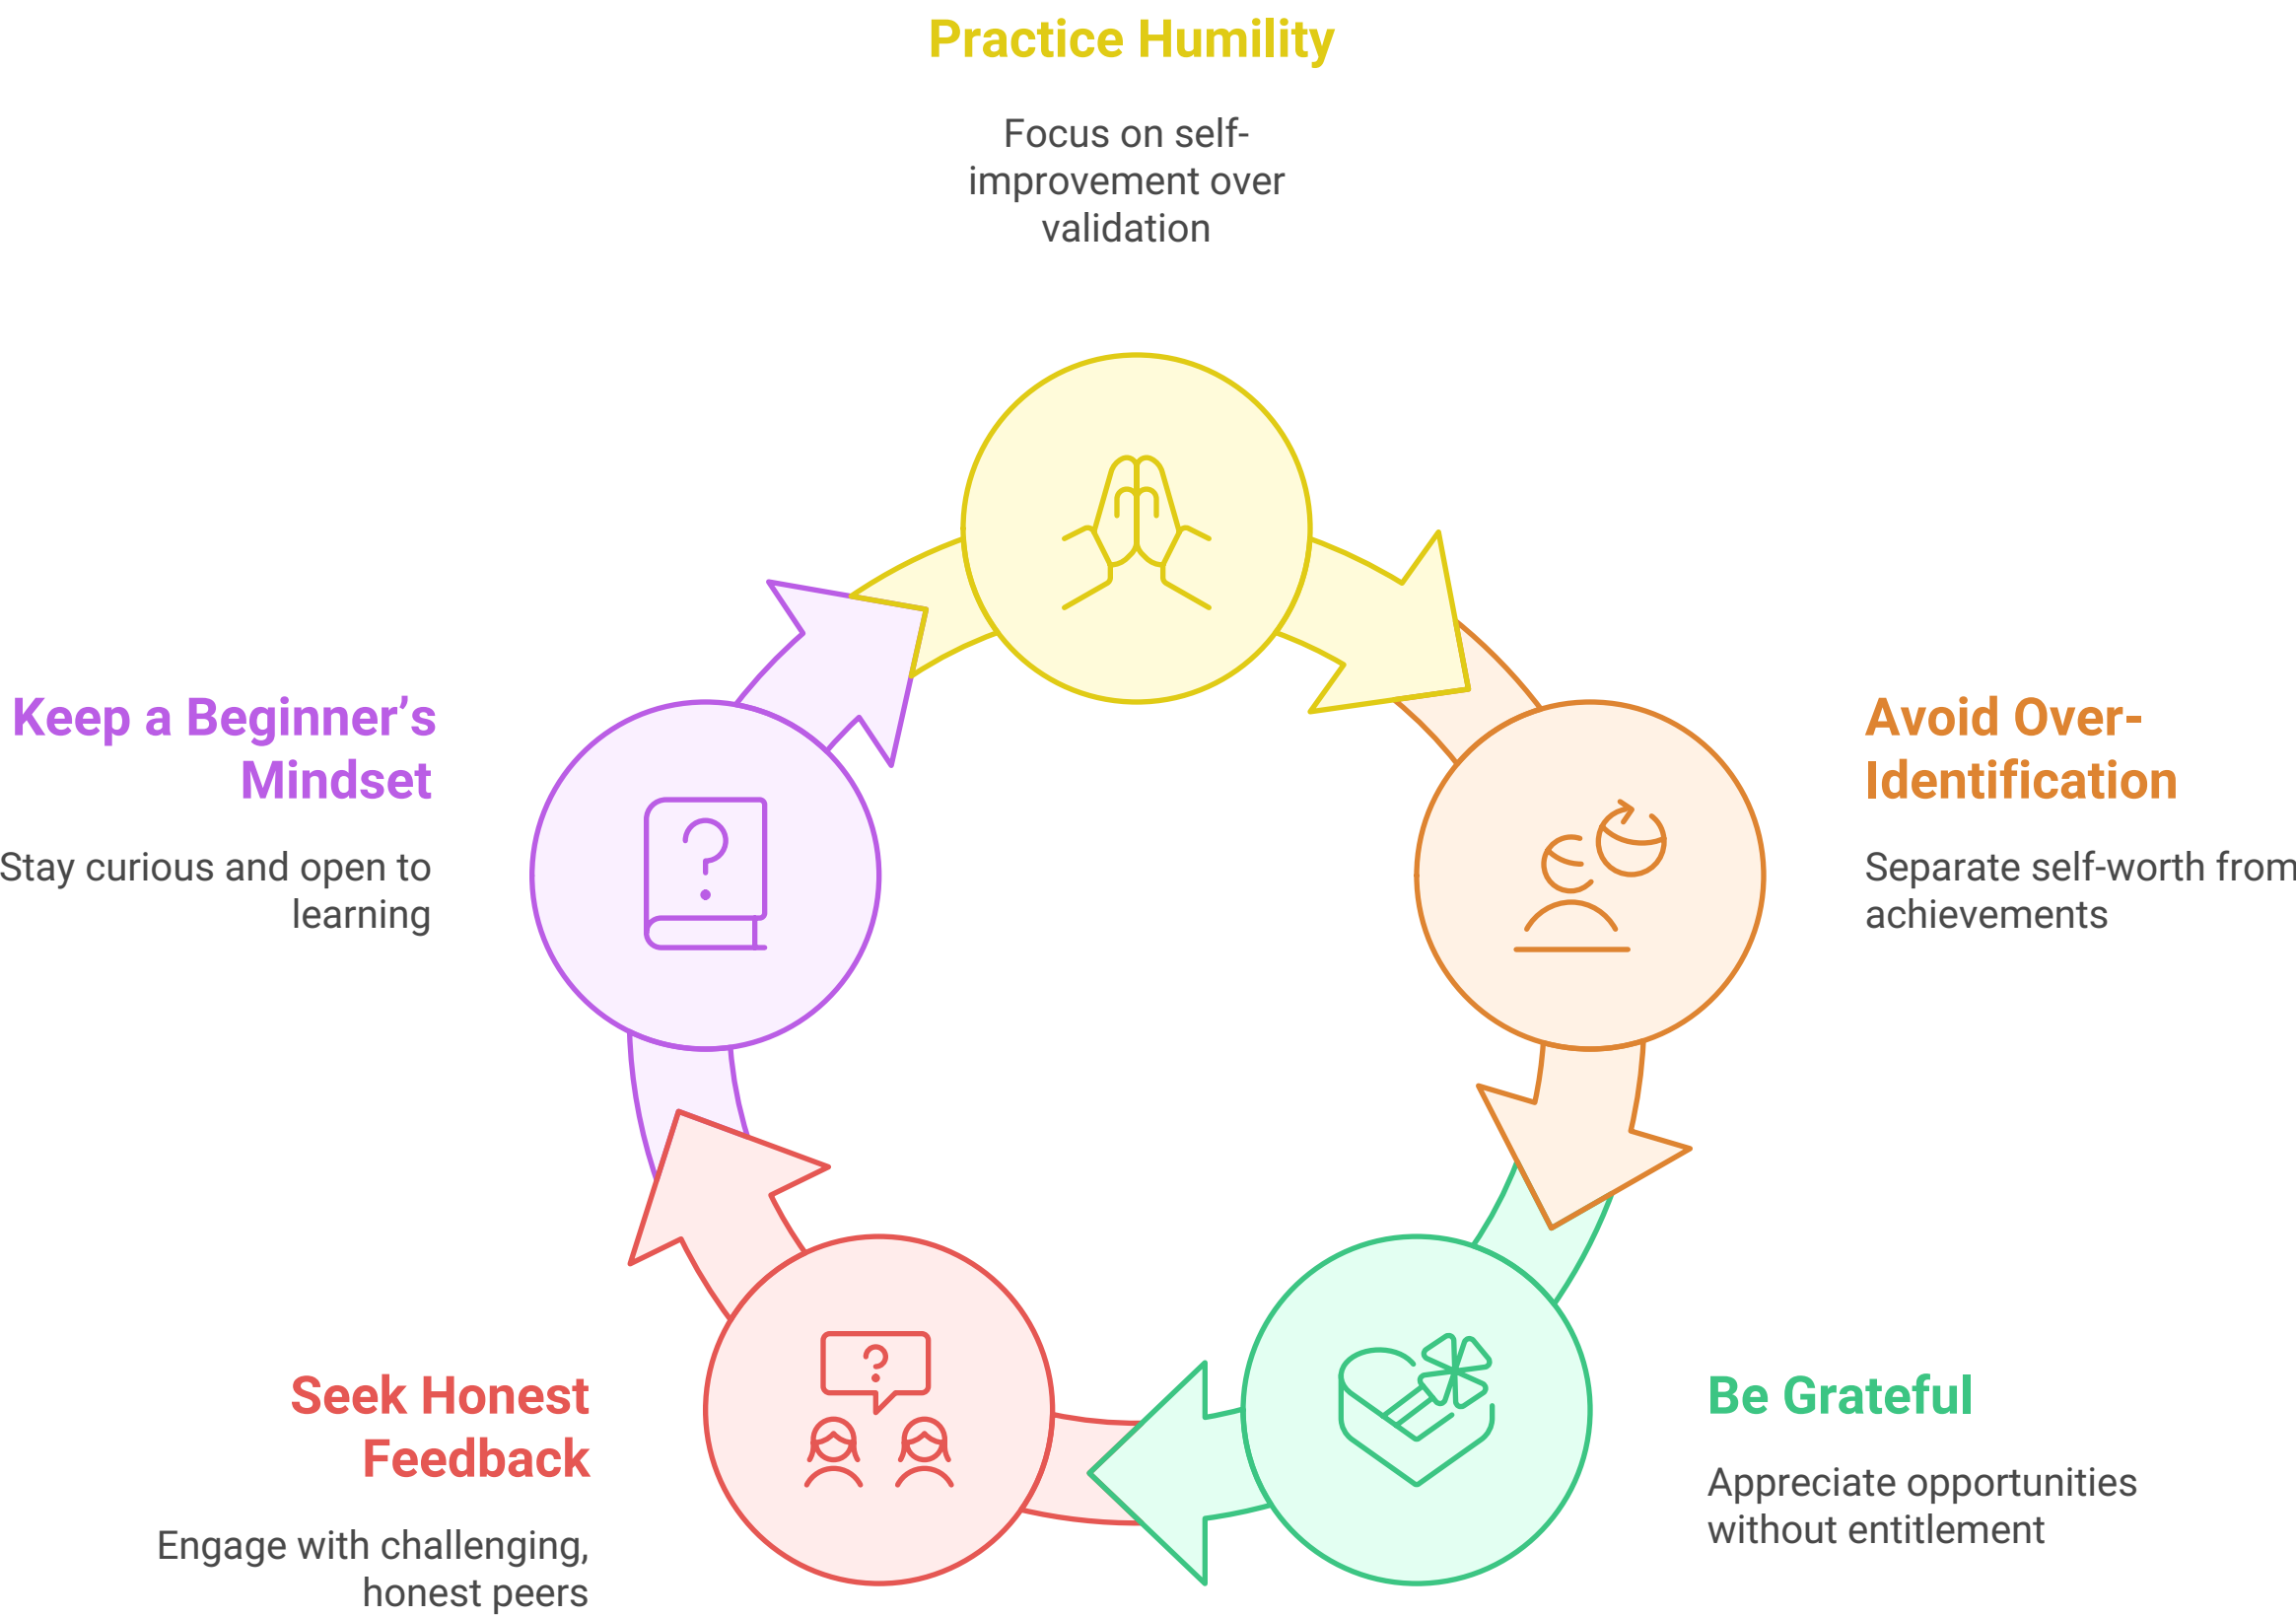 Practice Humility
Focus on self-
improvement over
validation
Keep a Beginner’s
Mindset
Stay curious and open to
learning
Avoid Over-
Identification
Separate self-worth from
achievements
Seek Honest
Feedback
Engage with challenging,
honest peers
Be Grateful
Appreciate opportunities
without entitlement